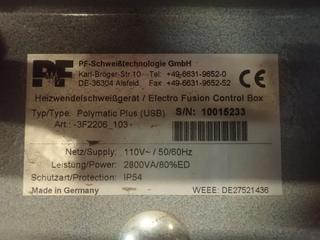 PF
PF-Schweißtechnologie GmbH
Karl-Bröger-Str.10 Tel: +49-6631-9652-0
DE-36304 Alsfeld Fax: +49-6631-9652-52
CE
Heizwendelschweißgerät / Electro Fusion Control Box
Typ/Type: Polymatic Plus (USB) S/N: 10015233
Art.: -3F2206_103-
Netz/Supply: 110V~ / 50/60Hz
Leistung/Power: 2800VA/80%ED
Schutzart/Protection: IP54
Made in Germany WEEE: DE27521436